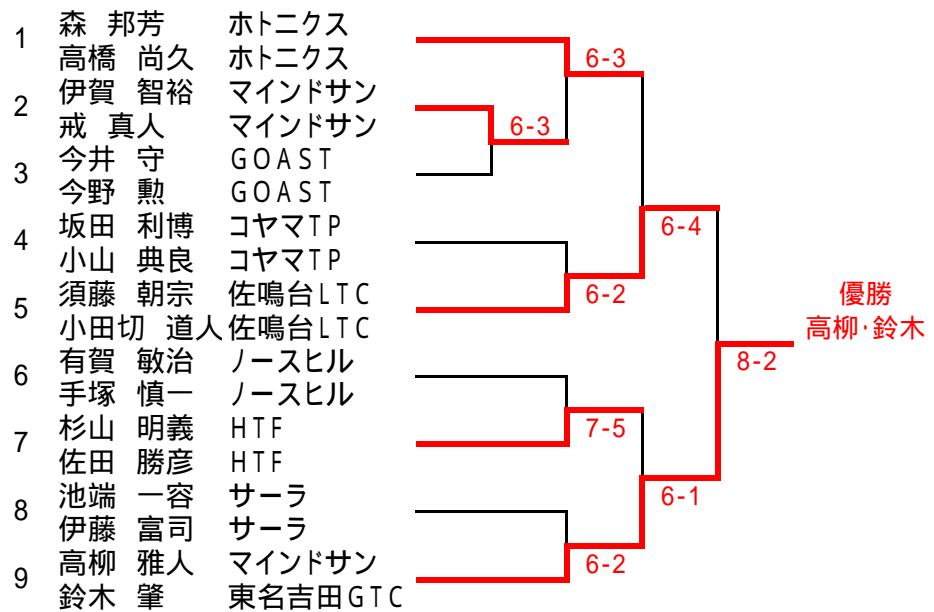 1
森 邦芳 ホトニクス
高橋 尚久 ホトニクス
2
伊賀 智裕 マインドサン
戒 真人 マインドサン
3
今井 守 GOAST
今野 勲 GOAST
4
坂田 利博 コヤマTP
小山 典良 コヤマTP
5
須藤 朝宗 佐鳴台LTC
小田切 道人 佐鳴台LTC
6
有賀 敏治 ノースヒル
手塚 慎一 ノースヒル
7
杉山 明義 HTF
佐田 勝彦 HTF
8
池端 一容 サーラ
伊藤 富司 サーラ
9
高柳 雅人 マインドサン
鈴木 肇 東名吉田GTC
6-3
6-3
6-4
6-2
7-5
6-1
6-2
8-2
優勝
高柳・鈴木